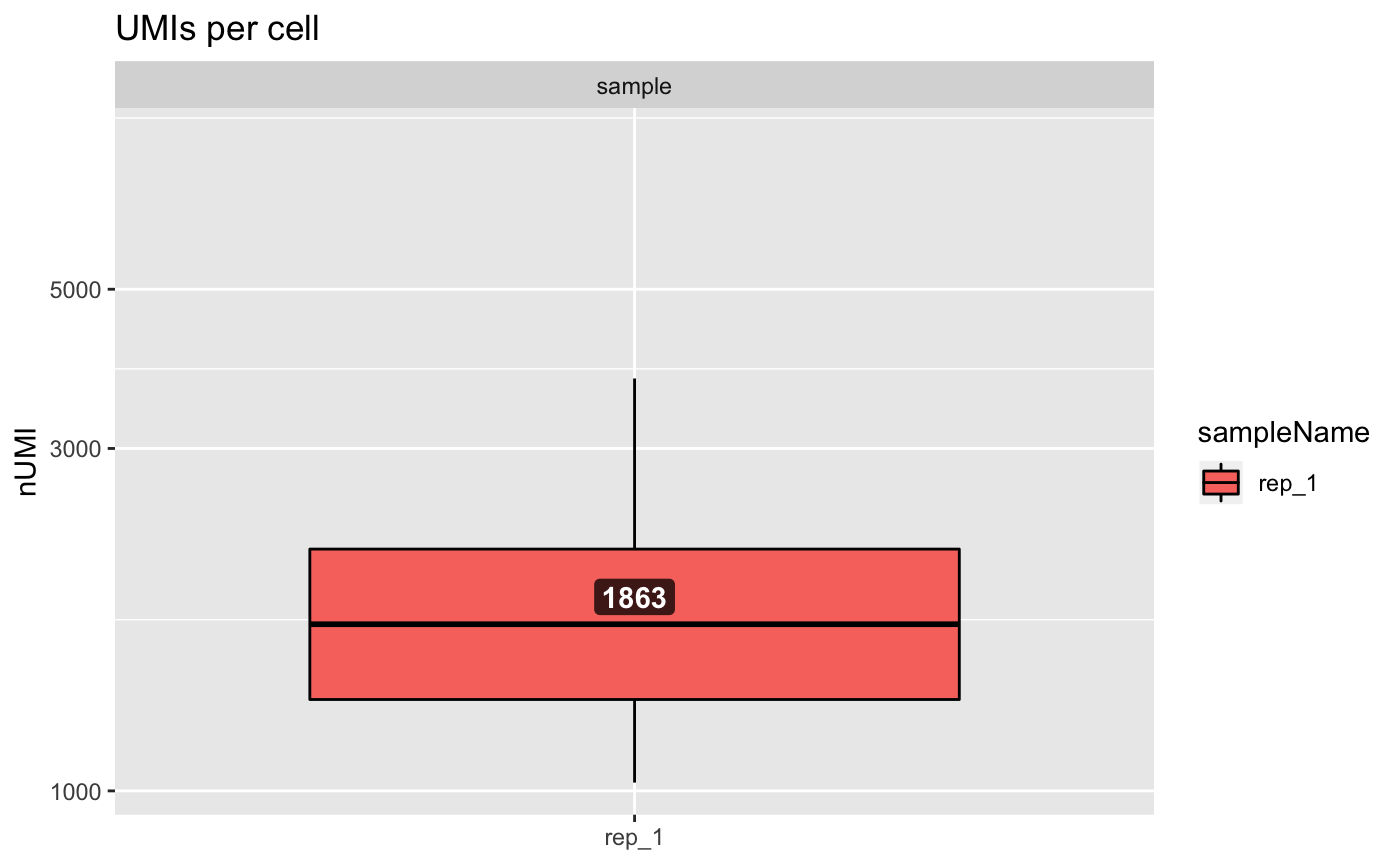 UMIs per cell
sample
5000
3000
1000
nUMI
1863
rep_1
sampleName
rep_1